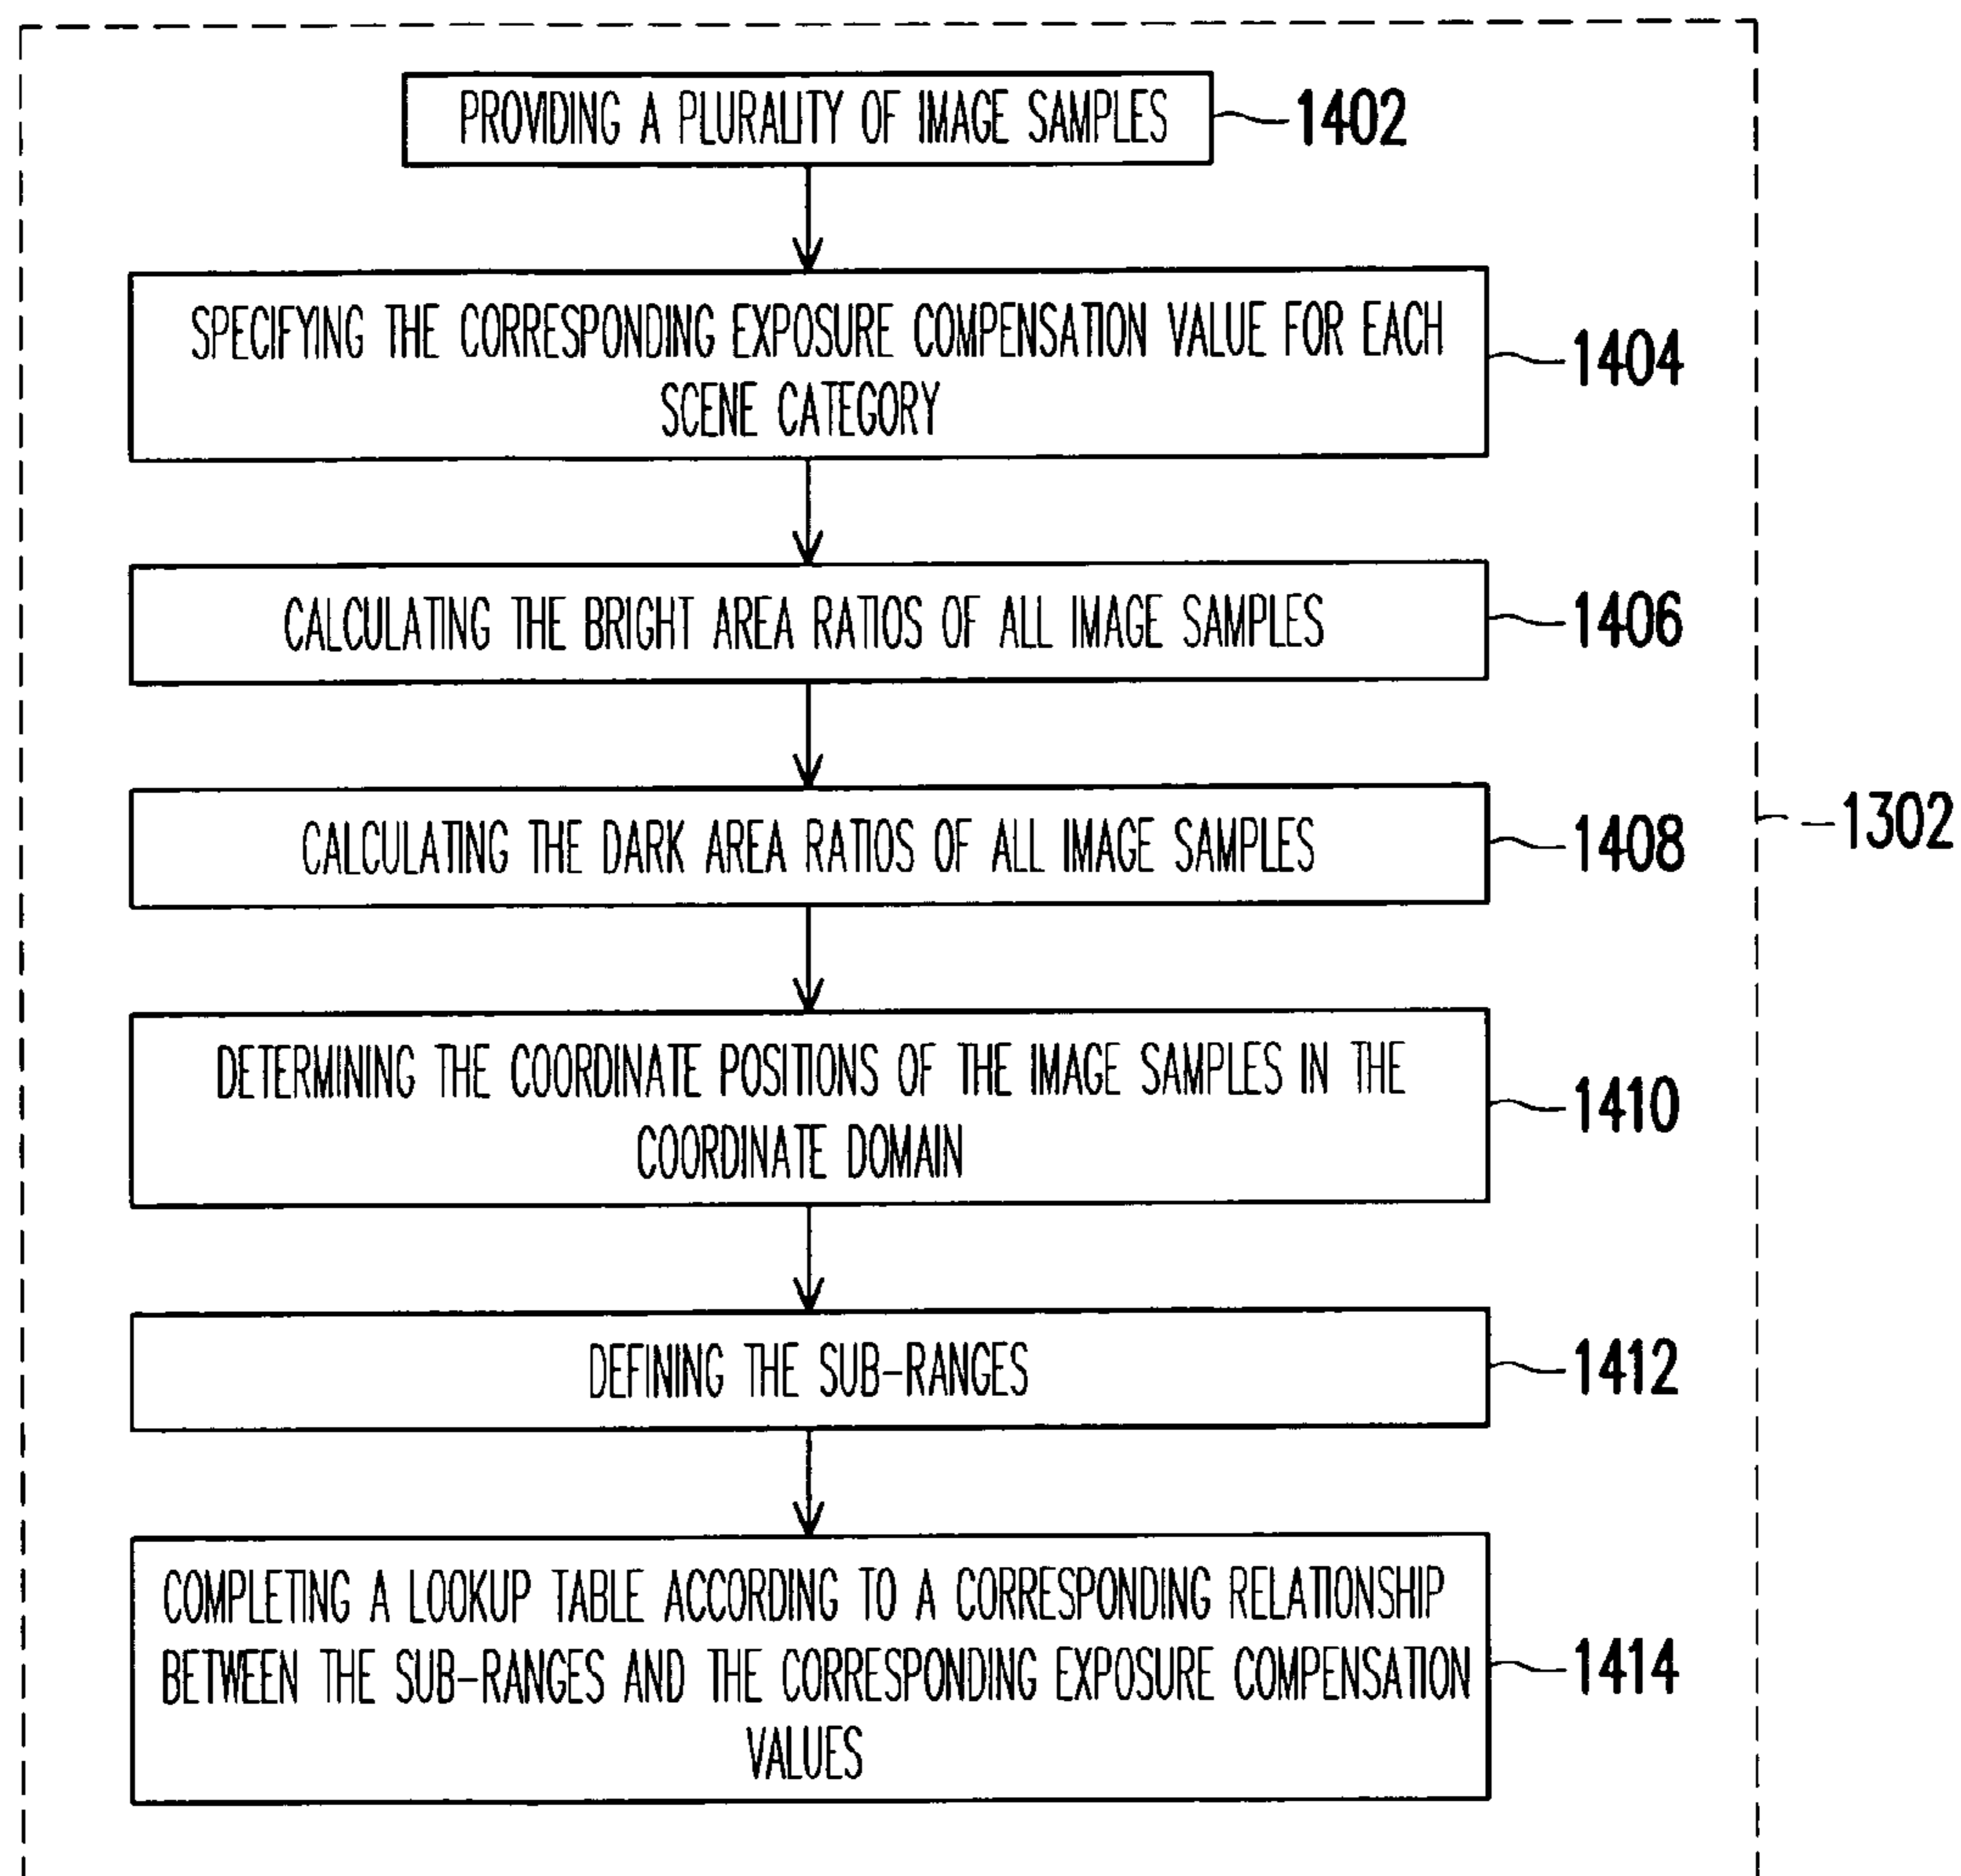 PROVIDING A PLURALITY OF IMAGE SAMPLES
1402
SPECIFYING THE CORRESPONDING EXPOSURE COMPENSATION VALUE FOR EACH
SCENE CATEGORY
1404
CALCULATING THE BRIGHT AREA RATIOS OF ALL IMAGE SAMPLES
1406
CALCULATING THE DARK AREA RATIOS OF ALL IMAGE SAMPLES
1408
1302
DETERMINING THE COORDINATE POSITIONS OF THE IMAGE SAMPLES IN THE
COORDINATE DOMAIN
1410
DEFINING THE SUB-RANGES
1412
COMPLETING A LOOKUP TABLE ACCORDING TO A CORRESPONDING RELATIONSHIP
BETWEEN THE SUB-RANGES AND THE CORRESPONDING EXPOSURE COMPENSATION
VALUES
1414